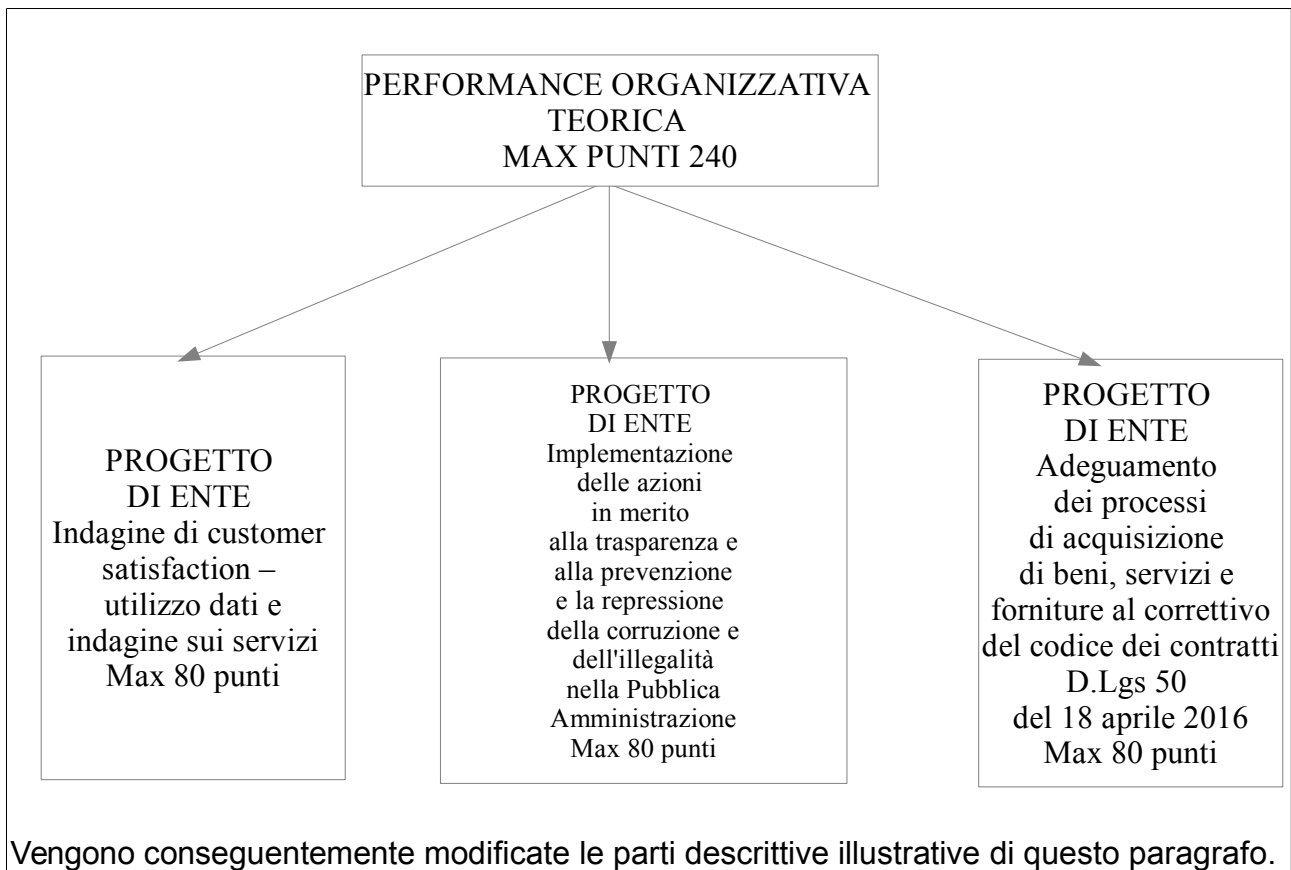 PERFORMANCE ORGANIZZATIVA
TEORICA
MAX PUNTI 240
PROGETTO
DI ENTE
Indagine di customer
satisfaction –
utilizzo dati e
indagine sui servizi
Max 80 punti
PROGETTO
DI ENTE
Implementazione
delle azioni
in merito
alla trasparenza e
alla prevenzione
e la repressione
della corruzione e
dell'illegalità
nella Pubblica
Amministrazione
Max 80 punti
PROGETTO
DI ENTE
Adeguamento
dei processi
di acquisizione
di beni, servizi e
forniture al correttivo
del codice dei contratti
D.Lgs 50
del 18 aprile 2016
Max 80 punti
Vengono conseguentemente modificate le parti descrittive illustrative di questo paragrafo.